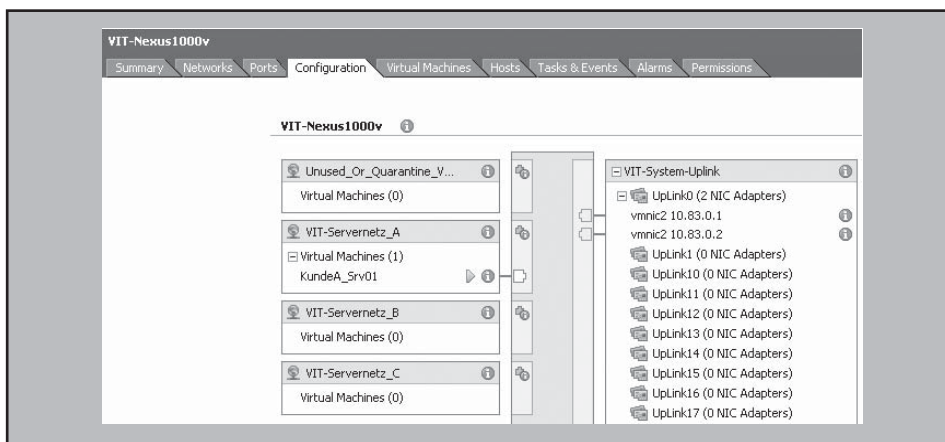 VIT-Nexus1000v
Summary Networks Ports Configuration Virtual Machines Hosts Tasks & Events Alarms Permissions
VIT-Nexus1000v
Unused_Or_Quarantine_V...
Virtual Machines (0)
VIT-Servernetz_A
Virtual Machines (1)
KundeA_Srv01
VIT-Servernetz_B
Virtual Machines (0)
VIT-Servernetz_C
Virtual Machines (0)
VIT-System-Uplink
UpLink0 (2 NIC Adapters)
vmnic2 10.83.0.1
vmnic2 10.83.0.2
UpLink1 (0 NIC Adapters)
UpLink10 (0 NIC Adapters)
UpLink11 (0 NIC Adapters)
UpLink12 (0 NIC Adapters)
UpLink13 (0 NIC Adapters)
UpLink14 (0 NIC Adapters)
UpLink15 (0 NIC Adapters)
UpLink16 (0 NIC Adapters)
UpLink17 (0 NIC Adapters)